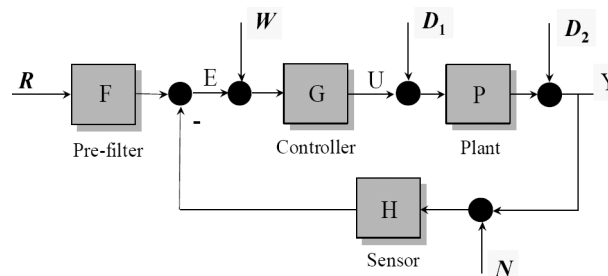 W
D1
D2
R
F
E
G
U
P
Y
-
Pre-filter
Controller
Plant
H
Sensor
N